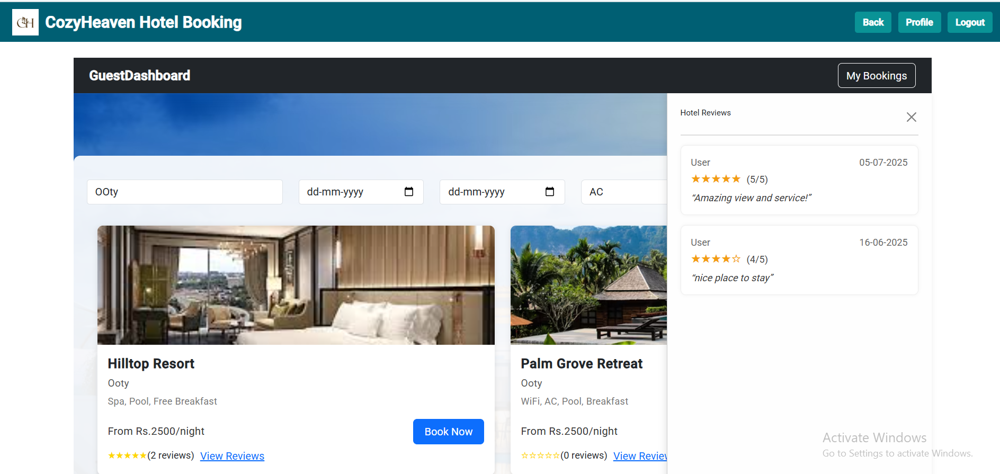 CH CozyHeaven Hotel Booking
Back Profile Logout
GuestDashboard
My Bookings
Hotel Reviews
User 05-07-2025
★★★★★ (5/5)
“Amazing view and service!”
User 16-06-2025
★★★★☆ (4/5)
“nice place to stay”
OOty
dd-mm-yyyy
dd-mm-yyyy
AC
Hilltop Resort
Ooty
Spa, Pool, Free Breakfast
From Rs.2500/night
Book Now
★★★★★(2 reviews) View Reviews
Palm Grove Retreat
Ooty
WiFi, AC, Pool, Breakfast
From Rs.2500/night
☆☆☆☆☆(0 reviews) View Review
Activate Windows
Go to Settings to activate Windows.